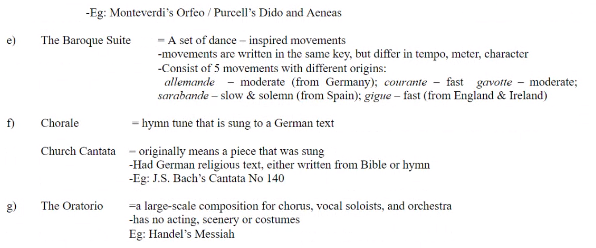 -Eg: Monteverdi's Orfeo / Purcell's Dido and Aeneas
e) The Baroque Suite = A set of dance – inspired movements
-movements are written in the same key, but differ in tempo, meter, character
-Consist of 5 movements with different origins:
allemande – moderate (from Germany); courante – fast gavotte – moderate;
sarabande – slow & solemn (from Spain); gigue – fast (from England & Ireland)
f) Chorale = hymn tune that is sung to a German text
Church Cantata = originally means a piece that was sung
-Had German religious text, either written from Bible or hymn
-Eg: J.S. Bach's Cantata No 140
g) The Oratorio =a large-scale composition for chorus, vocal soloists, and orchestra
-has no acting, scenery or costumes
Eg: Handel's Messiah